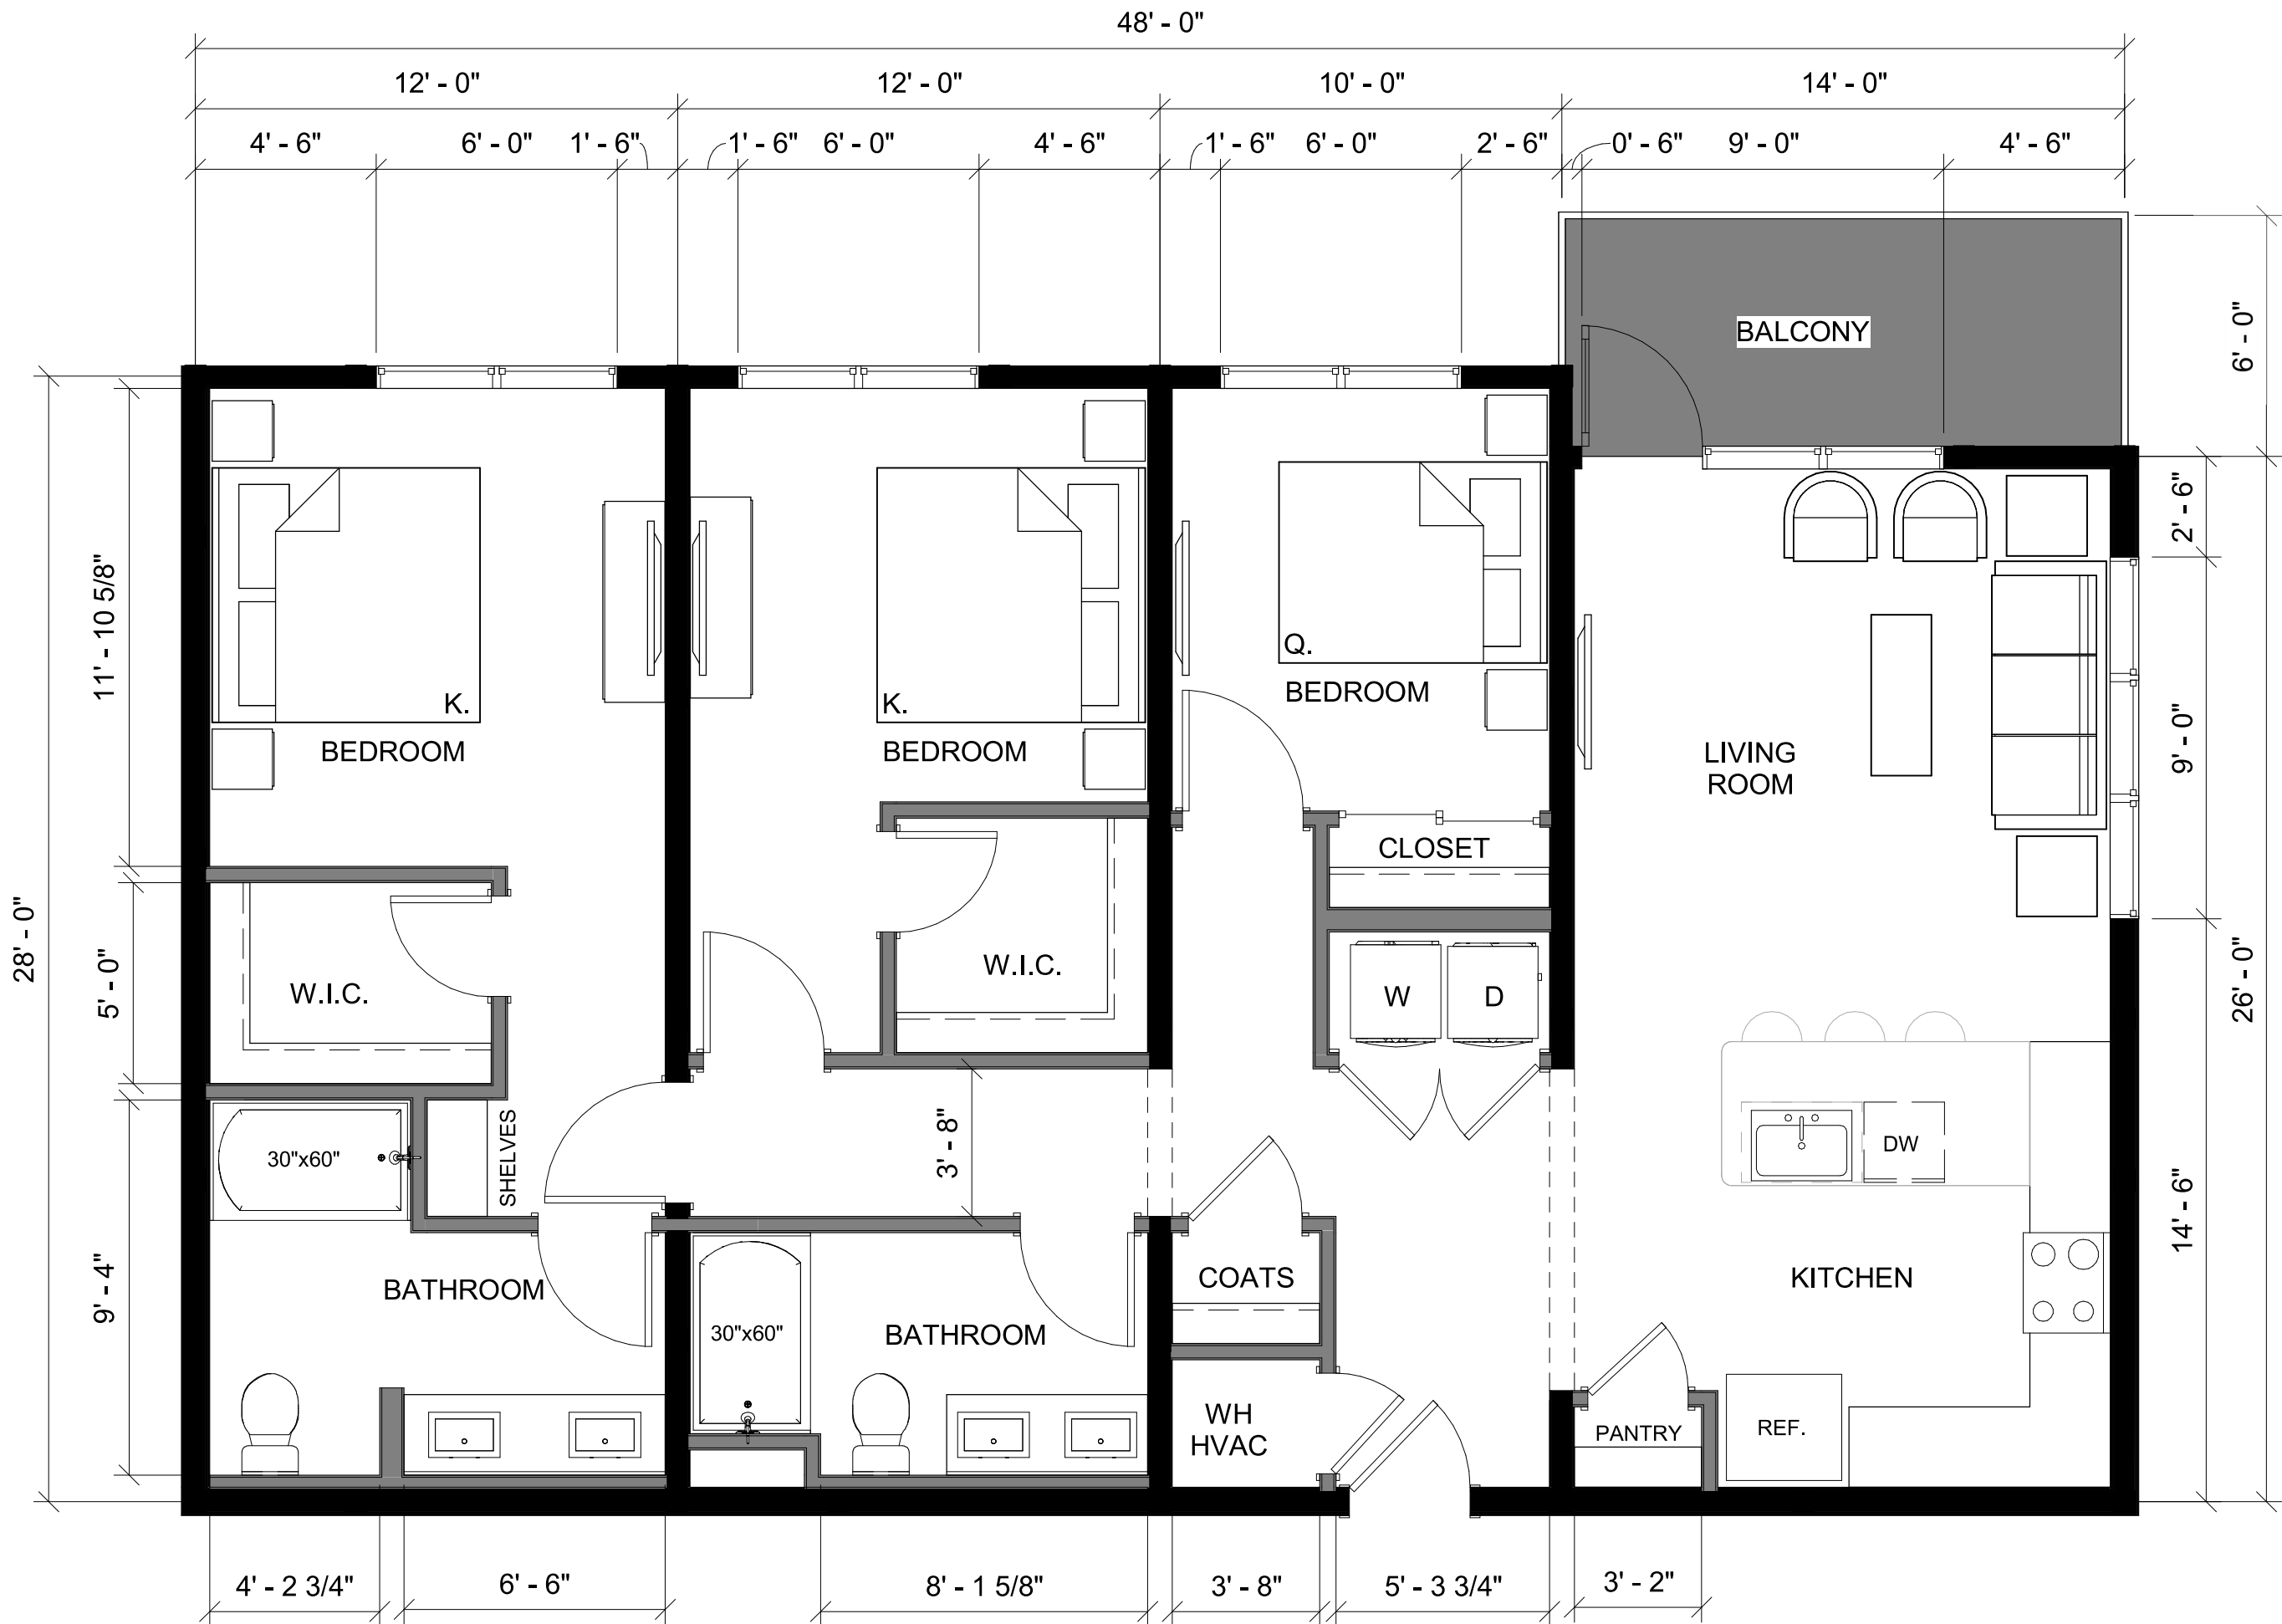 48' - 0"
12' - 0" 12' - 0" 10' - 0" 14' - 0"
4' - 6" 6' - 0" 1' - 6" 1' - 6" 6' - 0" 4' - 6" 1' - 6" 6' - 0" 2' - 6" 0' - 6" 9' - 0" 4' - 6"
BALCONY
6' - 0"
2' - 6"
11' - 10 5/8"
Q.
K.
K.
BEDROOM
BEDROOM
BEDROOM
LIVING
ROOM
9' - 0"
CLOSET
28' - 0"
5' - 0"
W.I.C.
W.I.C.
W
D
26' - 0"
SHELVES
30"x60"
3' - 8"
DW
14' - 6"
9' - 4"
BATHROOM
COATS
KITCHEN
30"x60"
BATHROOM
WH
HVAC
PANTRY
REF.
4' - 2 3/4" 6' - 6" 8' - 1 5/8" 3' - 8" 5' - 3 3/4" 3' - 2"